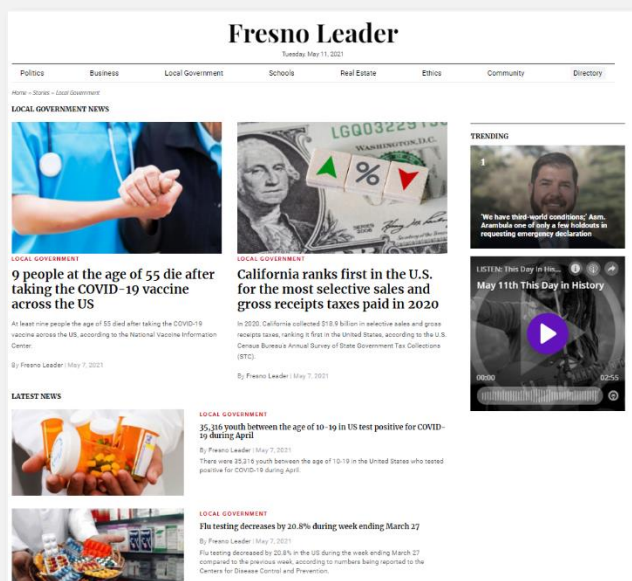 Fresno Leader
Tuesday, May 11, 2021
Politics Business Local Government Schools Real Estate Ethics Community Directory
Home » Stories » Local Government
LOCAL GOVERNMENT NEWS
LOCAL GOVERNMENT
9 people at the age of 55 die after
taking the COVID-19 vaccine
across the US
At least nine people the age of 55 died after taking the COVID-19
vaccine across the US, according to the National Vaccine Information
Center.
By Fresno Leader | May 7, 2021
WASHINGTON, D.C.
%
LOCAL GOVERNMENT
California ranks first in the U.S.
for the most selective sales and
gross receipts taxes paid in 2020
In 2020, California collected $18.9 billion in selective sales and gross
receipts taxes, ranking it first in the United States, according to the U.S.
Census Bureau's Annual Survey of State Government Tax Collections
(STC).
By Fresno Leader | May 7, 2021
TRENDING
1
'We have third-world conditions;' Asm.
Arambula one of only a few holdouts in
requesting emergency declaration
LISTEN: This Day In His...
May 11th This Day in History
00:00 02:55
LATEST NEWS
LOCAL GOVERNMENT
35,316 youth between the age of 10-19 in US test positive for COVID-
19 during April
By Fresno Leader | May 7, 2021
There were 35,316 youth between the age of 10-19 in the United States who tested
positive for COVID-19 during April.
LOCAL GOVERNMENT
Flu testing decreases by 20.8% during week ending March 27
By Fresno Leader | May 7, 2021
Flu testing decreased by 20.8% in the US during the week ending March 27
compared to the previous week, according to numbers being reported to the
Centers for Disease Control and Prevention.